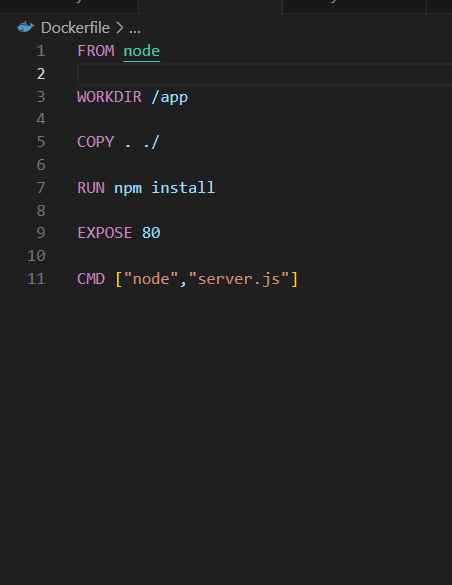 Dockerfile > ...
1 FROM node
2
3 WORKDIR /app
4
5 COPY . ./
6
7 RUN npm install
8
9 EXPOSE 80
10
11 CMD ["node","server.js"]